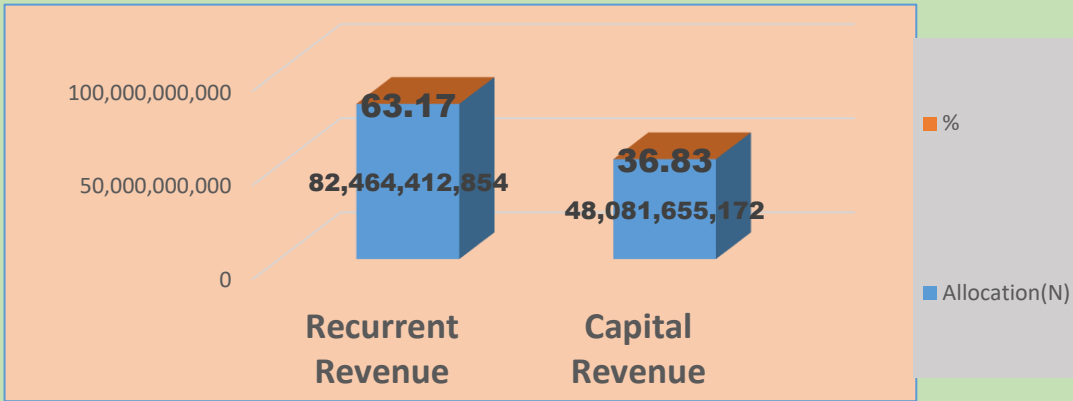 100,000,000,000
50,000,000,000
0
63.17
82,464,412,854
36.83
48,081,655,172
Recurrent
Revenue
Capital
Revenue
%
Allocation(N)